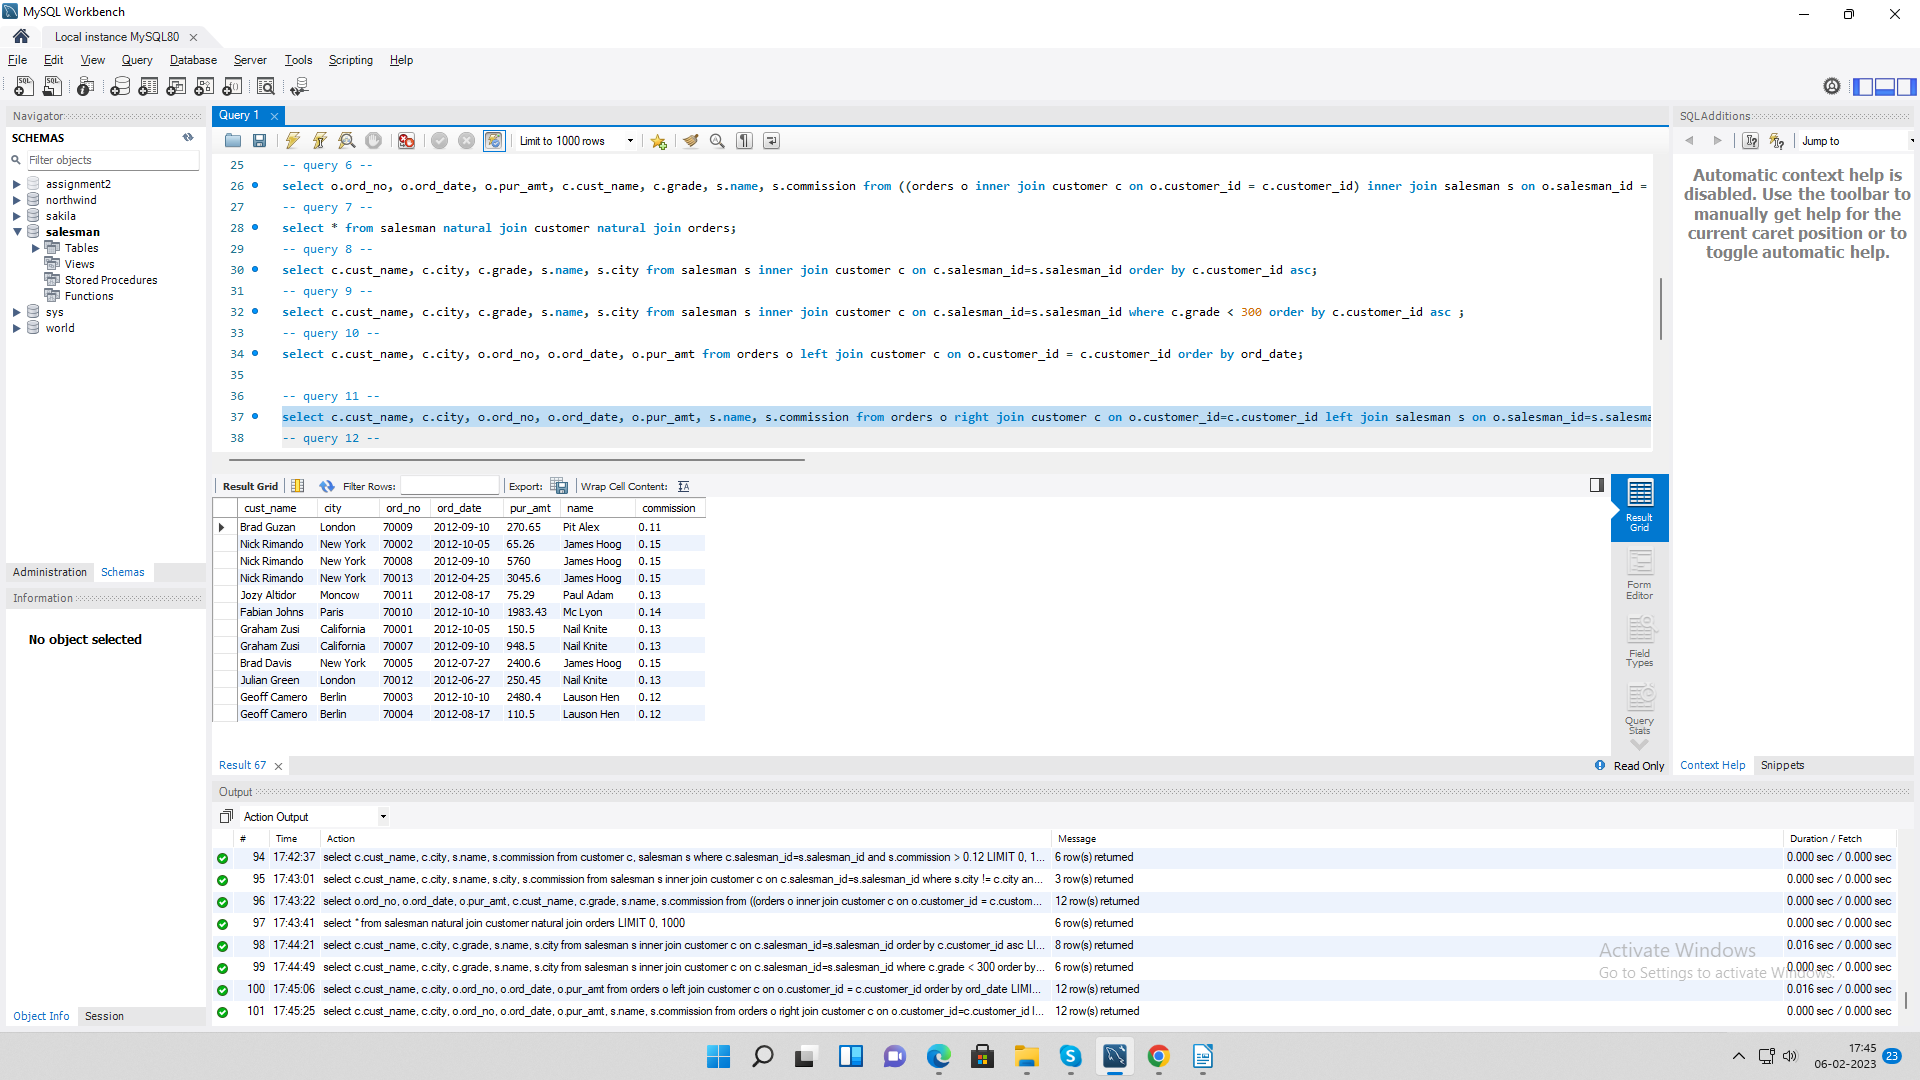 MySQL Workbench
Local instance MySQL80
File Edit View Query Database Server Tools Scripting Help
Navigator
SCHEMAS
Filter objects
assignment2
northwind
sakila
salesman
Tables
Views
Stored Procedures
Functions
sys
world
Administration Schemas
Information
No object selected
Object Info Session
Query 1
Limit to 1000 rows
25 -- query 6 --
26 select o.ord_no, o.ord_date, o.pur_amt, c.cust_name, c.grade, s.name, s.commission from ((orders o inner join customer c on o.customer_id = c.customer_id) inner join salesman s on o.salesman_id =
27 -- query 7 --
28 select * from salesman natural join customer natural join orders;
29 -- query 8 --
30 select c.cust_name, c.city, c.grade, s.name, s.city from salesman s inner join customer c on c.salesman_id=s.salesman_id order by c.customer_id asc;
31 -- query 9 --
32 select c.cust_name, c.city, c.grade, s.name, s.city from salesman s inner join customer c on c.salesman_id=s.salesman_id where c.grade < 300 order by c.customer_id asc ;
33 -- query 10 --
34 select c.cust_name, c.city, o.ord_no, o.ord_date, o.pur_amt from orders o left join customer c on o.customer_id = c.customer_id order by ord_date;
35
36 -- query 11 --
37 select c.cust_name, c.city, o.ord_no, o.ord_date, o.pur_amt, s.name, s.commission from orders o right join customer c on o.customer_id=c.customer_id left join salesman s on o.salesman_id=s.salesma
38 -- query 12 --
Result Grid Filter Rows: Export: Wrap Cell Content:
cust_name city ord_no ord_date pur_amt name commission
Brad Guzan London 70009 2012-09-10 270.65 Pit Alex 0.11
Nick Rimando New York 70002 2012-10-05 65.26 James Hoog 0.15
Nick Rimando New York 70008 2012-09-10 5760 James Hoog 0.15
Nick Rimando New York 70013 2012-04-25 3045.6 James Hoog 0.15
Jozy Altidor Moncow 70011 2012-08-17 75.29 Paul Adam 0.13
Fabian Johns Paris 70010 2012-10-10 1983.43 Mc Lyon 0.14
Graham Zusi California 70001 2012-10-05 150.5 Nail Knite 0.13
Graham Zusi California 70007 2012-09-10 948.5 Nail Knite 0.13
Brad Davis New York 70005 2012-07-27 2400.6 James Hoog 0.15
Julian Green London 70012 2012-06-27 250.45 Nail Knite 0.13
Geoff Camero Berlin 70003 2012-10-10 2480.4 Lauson Hen 0.12
Geoff Camero Berlin 70004 2012-08-17 110.5 Lauson Hen 0.12
Result Grid
Form Editor
Field Types
Query Stats
Result 67
Read Only
SQLAdditions
Jump to
Automatic context help is
disabled. Use the toolbar to
manually get help for the
current caret position or to
toggle automatic help.
Context Help Snippets
Output
Action Output
# Time Action Message Duration / Fetch
94 17:42:37 select c.cust_name, c.city, s.name, s.commission from customer c, salesman s where c.salesman_id=s.salesman_id and s.commission > 0.12 LIMIT 0, 1... 6 row(s) returned 0.000 sec / 0.000 sec
95 17:43:01 select c.cust_name, c.city, s.name, s.city, s.commission from salesman s inner join customer c on c.salesman_id=s.salesman_id where s.city != c.city an... 3 row(s) returned 0.000 sec / 0.000 sec
96 17:43:22 select o.ord_no, o.ord_date, o.pur_amt, c.cust_name, c.grade, s.name, s.commission from ((orders o inner join customer c on o.customer_id = c.custom... 12 row(s) returned 0.000 sec / 0.000 sec
97 17:43:41 select * from salesman natural join customer natural join orders LIMIT 0, 1000 6 row(s) returned 0.000 sec / 0.000 sec
98 17:44:21 select c.cust_name, c.city, c.grade, s.name, s.city from salesman s inner join customer c on c.salesman_id=s.salesman_id order by c.customer_id asc LI... 8 row(s) returned 0.016 sec / 0.000 sec
99 17:44:49 select c.cust_name, c.city, c.grade, s.name, s.city from salesman s inner join customer c on c.salesman_id=s.salesman_id where c.grade < 300 order by... 6 row(s) returned 0.000 sec / 0.000 sec
100 17:45:06 select c.cust_name, c.city, o.ord_no, o.ord_date, o.pur_amt from orders o left join customer c on o.customer_id = c.customer_id order by ord_date LIMI... 12 row(s) returned 0.016 sec / 0.000 sec
101 17:45:25 select c.cust_name, c.city, o.ord_no, o.ord_date, o.pur_amt, s.name, s.commission from orders o right join customer c on o.customer_id=c.customer_id l... 12 row(s) returned 0.000 sec / 0.000 sec
Activate Windows
Go to Settings to activate Windows.
17:45
06-02-2023
23